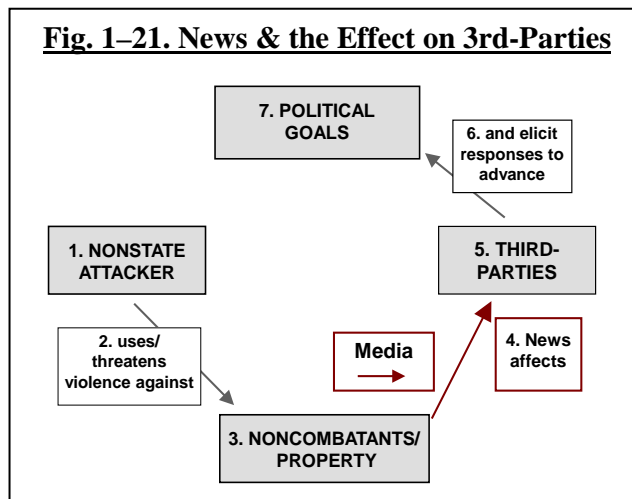 Fig. 1–21. News & the Effect on 3rd-Parties
7. POLITICAL
GOALS
6. and elicit
responses to
advance
1. NONSTATE
ATTACKER
5. THIRD-
PARTIES
2. uses/
threatens
violence against
Media
4. News
affects
3. NONCOMBATANTS/
PROPERTY